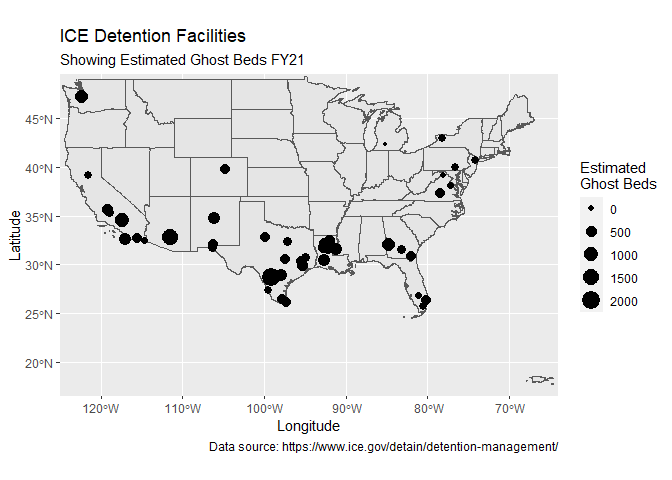 ICE Detention Facilities
Showing Estimated Ghost Beds FY21
45°N
40°N
35°N
30°N
25°N
20°N
Latitude
120°W
110°W
100°W
90°W
80°W
70°W
Longitude
Estimated
Ghost Beds
0
500
1000
1500
2000
Data source: https://www.ice.gov/detain/detention-management/